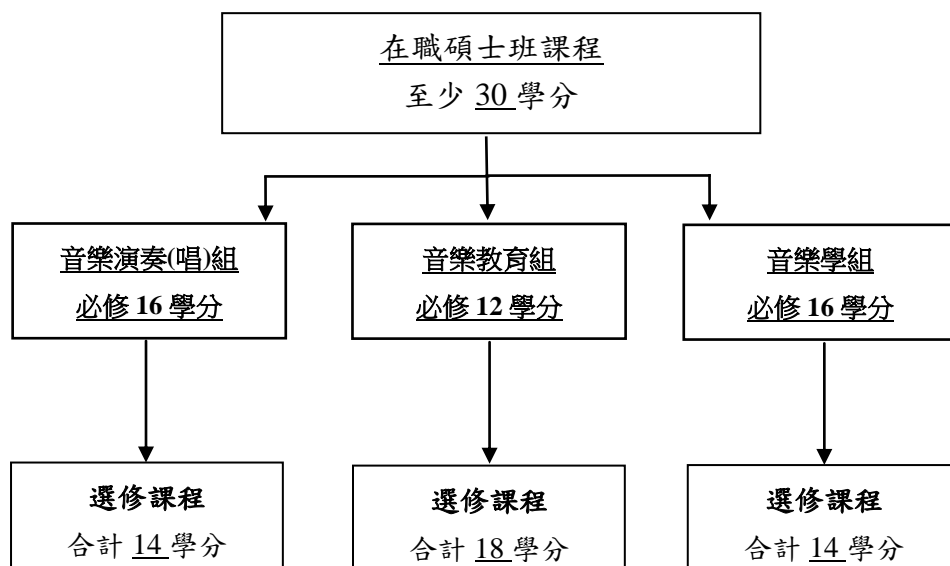 在職碩士班課程
至少 30 學分
音樂演奏(唱)組
必修 16 學分
音樂教育組
必修 12 學分
音樂學組
必修 16 學分
選修課程
合計 14 學分
選修課程
合計 18 學分
選修課程
合計 14 學分